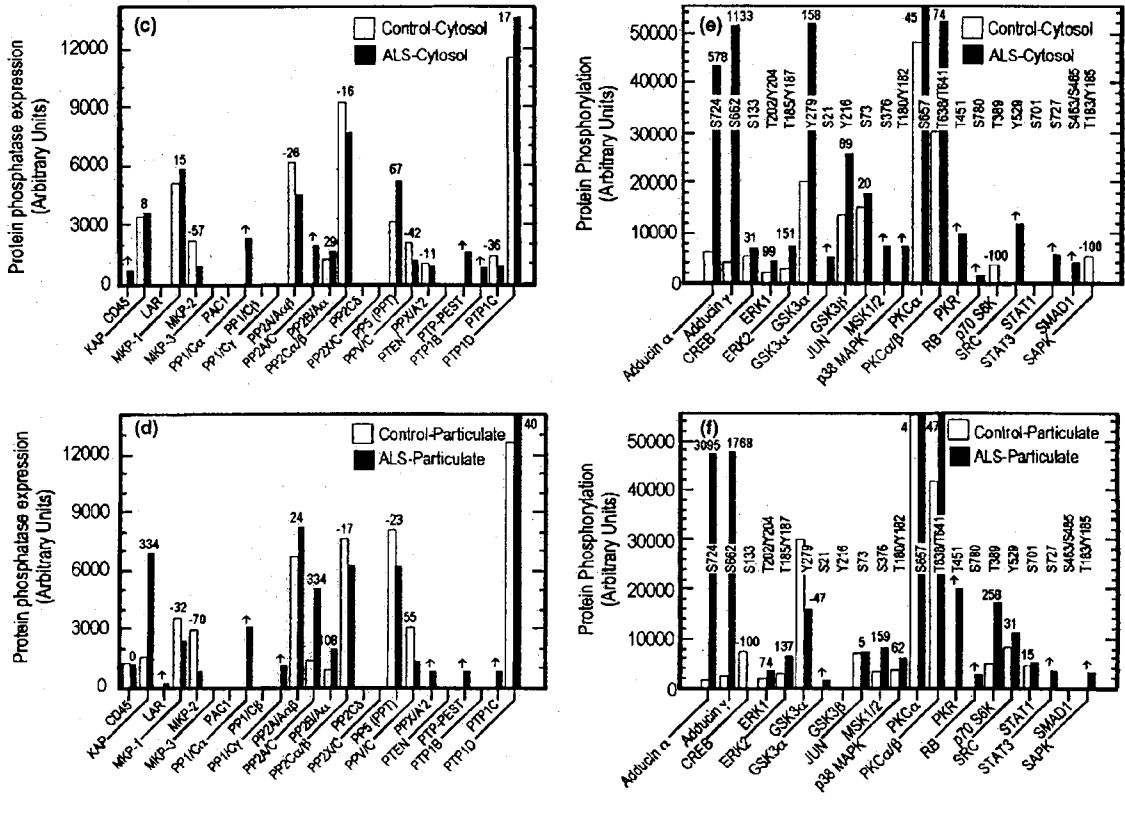 (c)
Control-Cytosol
ALS-Cytosol
Protein phosphatase expression
(Arbitrary Units)
12000
9000
6000
3000
0
↑ 8 15 -57 ↑ -26 ↑ 29 -16 67 -42 -11 ↑ ↑ -36 17
KAP
CD45
MKP-1
LAR
MKP-3
MKP-2
PP1/Cα
PAC1
PP1/Cγ
PP1/Cβ
PP2A/C
PP2A/Aα/β
PP2Cα/β
PP2B/Aα
PP2X/C
PP2Cδ
PPV/C
PP5 (PPT)
PTEN
PPX/A'2
PTP1B
PTP-PEST
PTP1D
PTP1C
(e)
Control-Cytosol
ALS-Cytosol
Protein Phosphorylation
(Arbitrary Units)
50000
40000
30000
20000
10000
0
578 1133 31 99 151 158 ↑ 89 20 ↑ ↑ -45 74 ↑ ↑ -100 ↑ ↑ ↑ -100
S724
S662
S133
T202/Y204
T185/Y187
Y279
S21
Y216
S73
S376
T180/Y182
S657
T638/T641
T451
S780
T389
Y529
S701
S727
S463/S465
T183/Y185
Adducin α
Adducin γ
CREB
ERK1
ERK2
GSK3α
GSK3α
GSK3β
JUN
MSK1/2
p38 MAPK
PKCα
PKCα/β
PKR
RB
p70 S6K
SRC
STAT1
STAT3
SMAD1
SAPK
(d)
Control-Particulate
ALS-Particulate
Protein phosphatase expression
(Arbitrary Units)
12000
9000
6000
3000
0
0 334 ↑ -32 -70 ↑ ↑ 24 334 108 -17 -23 55 ↑ ↑ ↑ 40
KAP
CD45
MKP-1
LAR
MKP-3
MKP-2
PP1/Cα
PAC1
PP1/Cγ
PP1/Cβ
PP2A/C
PP2A/Aα/β
PP2Cα/β
PP2B/Aα
PP2X/C
PP2Cδ
PPV/C
PP5 (PPT)
PTEN
PPX/A'2
PTP1B
PTP-PEST
PTP1D
PTP1C
(f)
Control-Particulate
ALS-Particulate
Protein Phosphorylation
(Arbitrary Units)
50000
40000
30000
20000
10000
0
3095 1768 -100 74 137 -47 ↑ 5 159 62 4 47 ↑ ↑ 258 31 15 ↑ ↑
S724
S662
S133
T202/Y204
T185/Y187
Y279
S21
Y216
S73
S376
T180/Y182
S657
T638/T641
T451
S780
T389
Y529
S701
S727
S463/S465
T183/Y185
Adducin α
Adducin γ
CREB
ERK1
ERK2
GSK3α
GSK3α
GSK3β
JUN
MSK1/2
p38 MAPK
PKCα
PKCα/β
PKR
RB
p70 S6K
SRC
STAT1
STAT3
SMAD1
SAPK